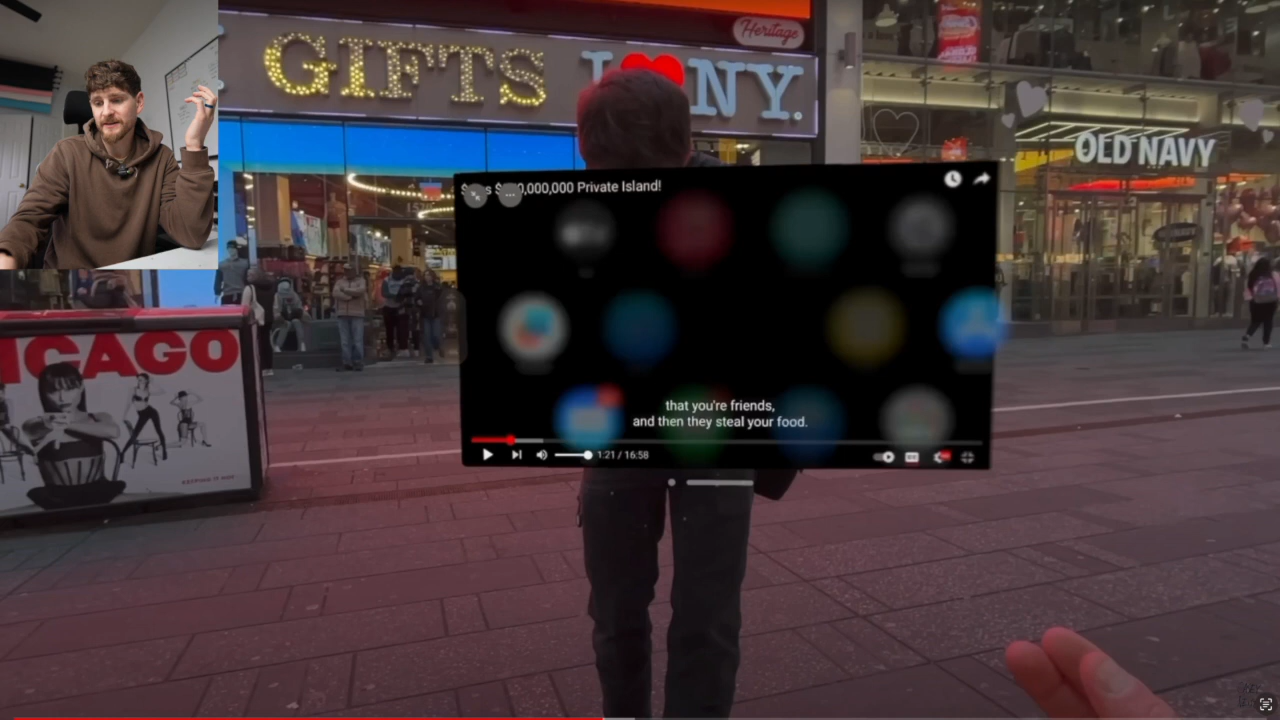 Heritage
GIFTS
I
NY.
OLD NAVY
$100,000,000 Private Island!
ICAGO
that you're friends,
and then they steal your food.
1:21 / 16:58